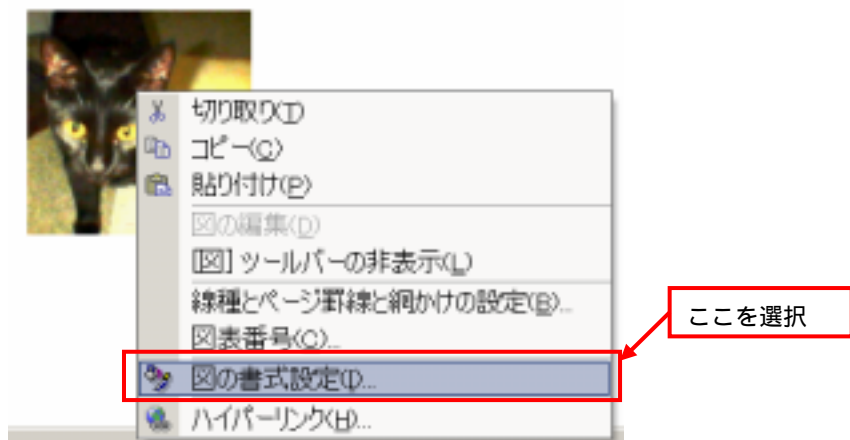 切り取り(T)
コピー(C)
貼り付け(P)
図の編集(D)
[図] ツールバーの非表示(L)
線種とページ罫線と網かけの設定(B)...
図表番号(C)...
ここを選択
図の書式設定(I)...
ハイパーリンク(H)...